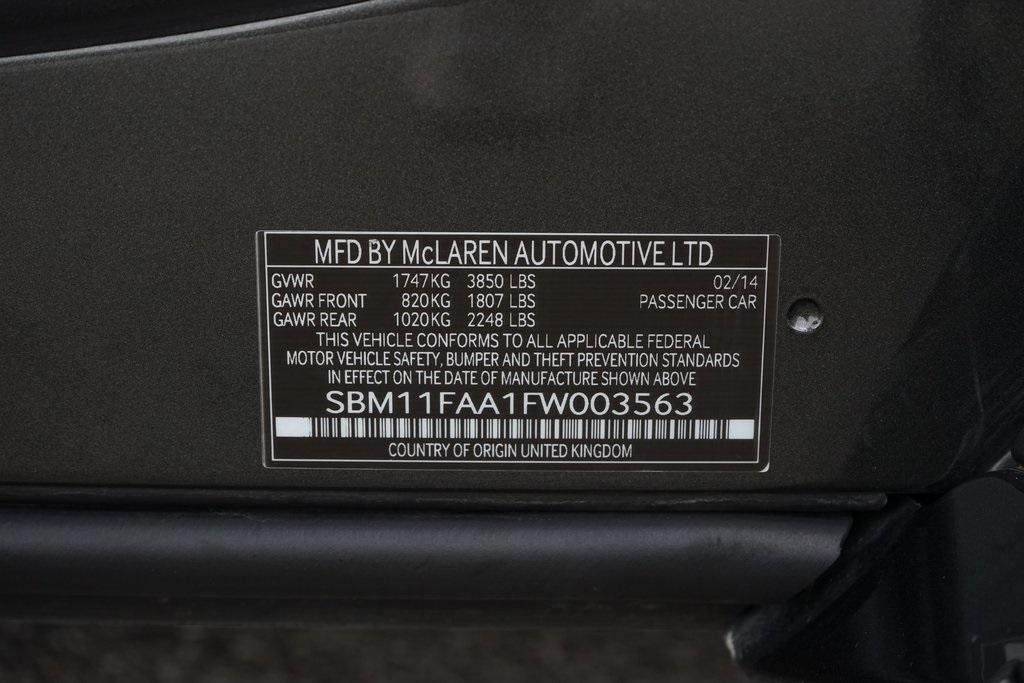 MFD BY McLAREN AUTOMOTIVE LTD
GVWR 1747KG 3850 LBS 02/14
GAWR FRONT 820KG 1807 LBS PASSENGER CAR
GAWR REAR 1020KG 2248 LBS
THIS VEHICLE CONFORMS TO ALL APPLICABLE FEDERAL
MOTOR VEHICLE SAFETY, BUMPER AND THEFT PREVENTION STANDARDS
IN EFFECT ON THE DATE OF MANUFACTURE SHOWN ABOVE
SBM11FAA1FW003563
COUNTRY OF ORIGIN UNITED KINGDOM